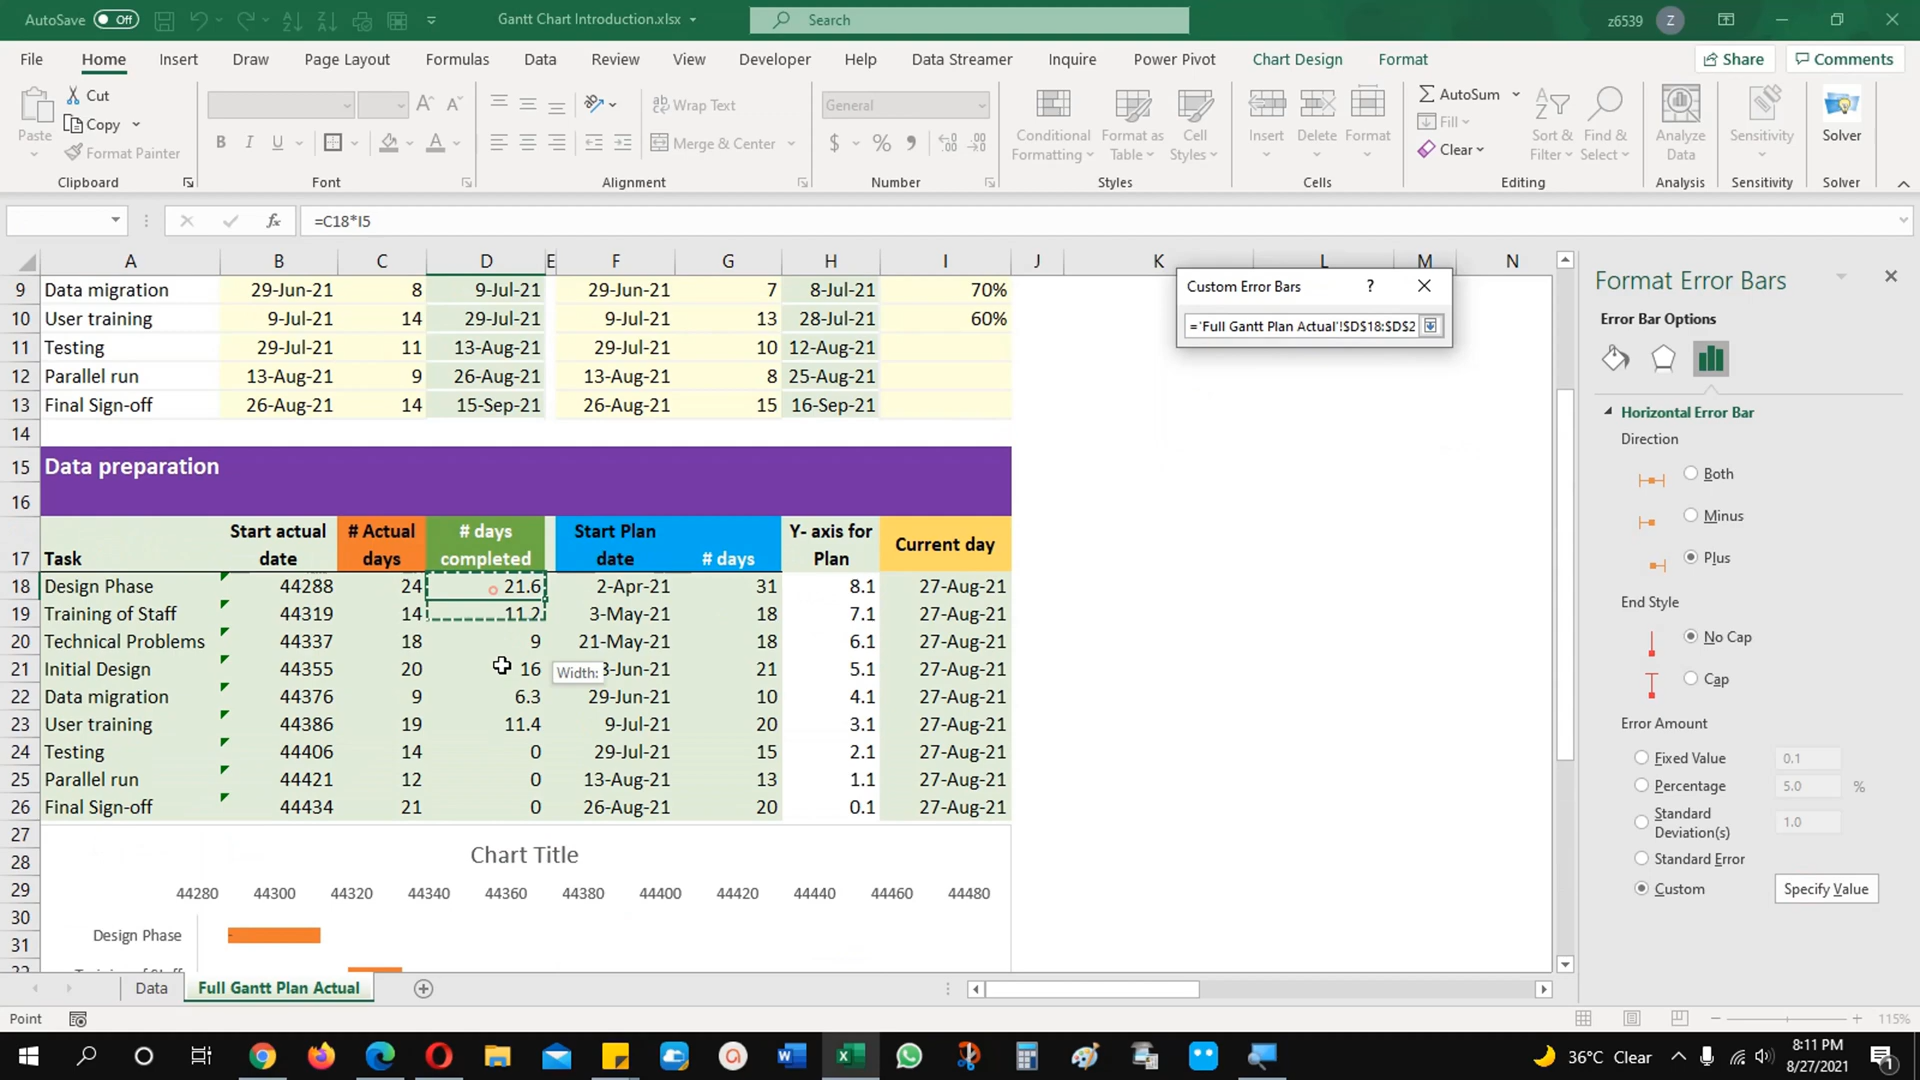 AutoSave Off Gantt Chart Introduction.xlsx Search z6539 Z
File Home Insert Draw Page Layout Formulas Data Review View Developer Help Data Streamer Inquire Power Pivot Chart Design Format Share Comments
Paste Cut Copy Format Painter
Wrap Text Merge & Center
General
Conditional Formatting Format as Table Cell Styles
Insert Delete Format
AutoSum Fill Clear
Sort & Filter Find & Select
Analyze Data Sensitivity Solver
Clipboard Font Alignment Number Styles Cells Editing Analysis Sensitivity Solver
=C18*I5
A B C D E F G H I J K L M N
9 Data migration 29-Jun-21 8 9-Jul-21 29-Jun-21 7 8-Jul-21 70%
10 User training 9-Jul-21 14 29-Jul-21 9-Jul-21 13 28-Jul-21 60%
11 Testing 29-Jul-21 11 13-Aug-21 29-Jul-21 10 12-Aug-21
12 Parallel run 13-Aug-21 9 26-Aug-21 13-Aug-21 8 25-Aug-21
13 Final Sign-off 26-Aug-21 14 15-Sep-21 26-Aug-21 15 16-Sep-21
14
15 Data preparation
16
17 Task Start actual date # Actual days # days completed Start Plan date # days Y- axis for Plan Current day
18 Design Phase 44288 24 21.6 2-Apr-21 31 8.1 27-Aug-21
19 Training of Staff 44319 14 11.2 3-May-21 18 7.1 27-Aug-21
20 Technical Problems 44337 18 9 21-May-21 18 6.1 27-Aug-21
21 Initial Design 44355 20 16 Width: 8-Jun-21 21 5.1 27-Aug-21
22 Data migration 44376 9 6.3 29-Jun-21 10 4.1 27-Aug-21
23 User training 44386 19 11.4 9-Jul-21 20 3.1 27-Aug-21
24 Testing 44406 14 0 29-Jul-21 15 2.1 27-Aug-21
25 Parallel run 44421 12 0 13-Aug-21 13 1.1 27-Aug-21
26 Final Sign-off 44434 21 0 26-Aug-21 20 0.1 27-Aug-21
27
28 Chart Title
29 44280 44300 44320 44340 44360 44380 44400 44420 44440 44460 44480
30
31 Design Phase
Custom Error Bars ?
='Full Gantt Plan Actual'!$D$18:$D$2
Format Error Bars
Error Bar Options
Horizontal Error Bar
Direction
Both
Minus
Plus
End Style
No Cap
Cap
Error Amount
Fixed Value 0.1
Percentage 5.0 %
Standard Deviation(s) 1.0
Standard Error
Custom Specify Value
Data Full Gantt Plan Actual
Point 115%
36°C Clear 8:11 PM
8/27/2021